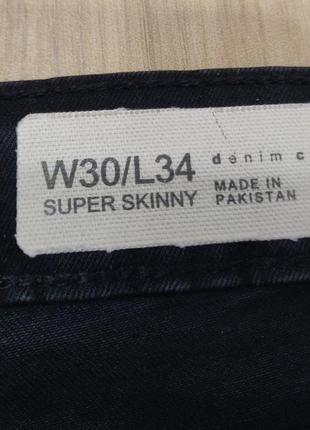 W30/L34
SUPER SKINNY
denim c
MADE IN
PAKISTAN